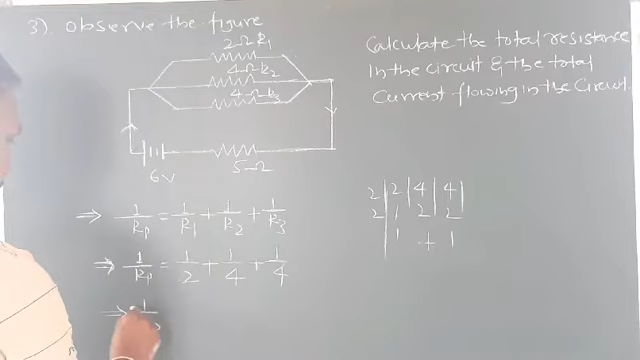 3). Observe the figure
2Ω R₁
4Ω R₂
4Ω R₃
6V
5Ω
Calculate the total resistance
In the circuit & the total
Current flowing in the Circuit.
⇒ 1/Rₚ = 1/R₁ + 1/R₂ + 1/R₃
⇒ 1/Rₚ = 1/2 + 1/4 + 1/4
⇒ 1
2 | 2 | 4 | 4
2 | 1 2 2
1 + 1